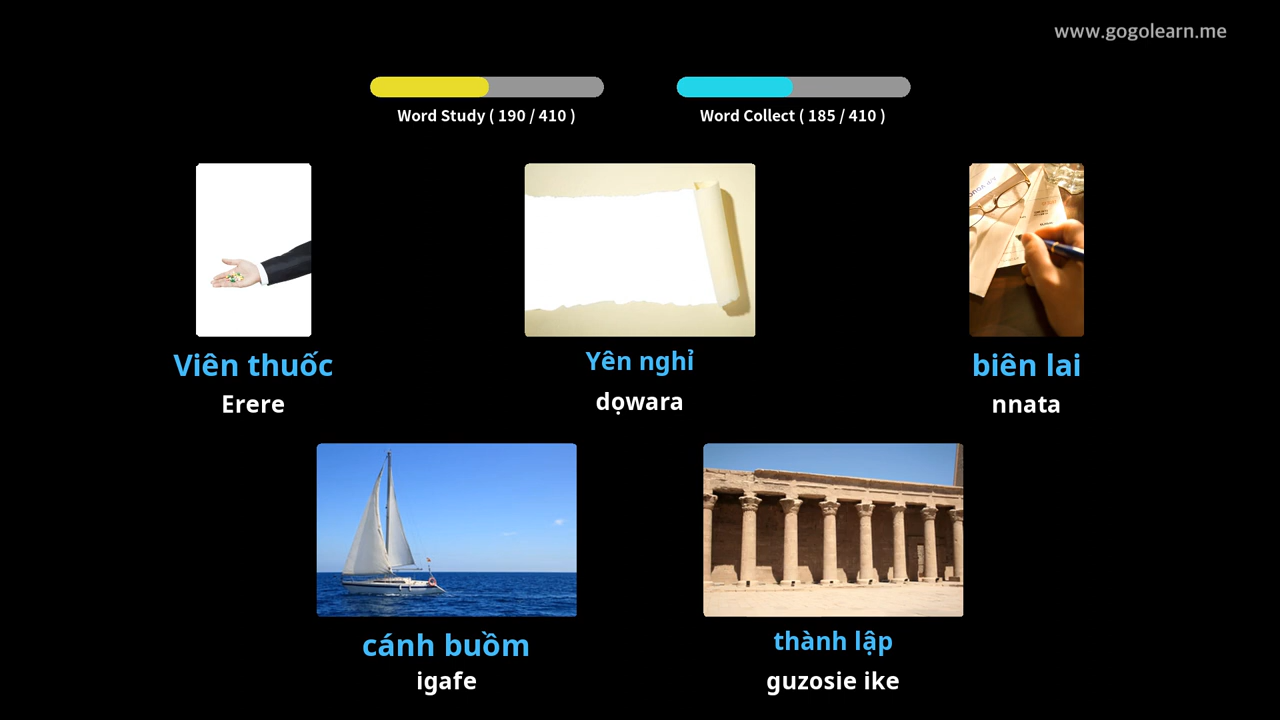 www.gogolearn.me
Word Study ( 190 / 410 )
Word Collect ( 185 / 410 )
Viên thuốc
Erere
Yên nghỉ
dọwara
biên lai
nnata
cánh buồm
igafe
thành lập
guzosie ike